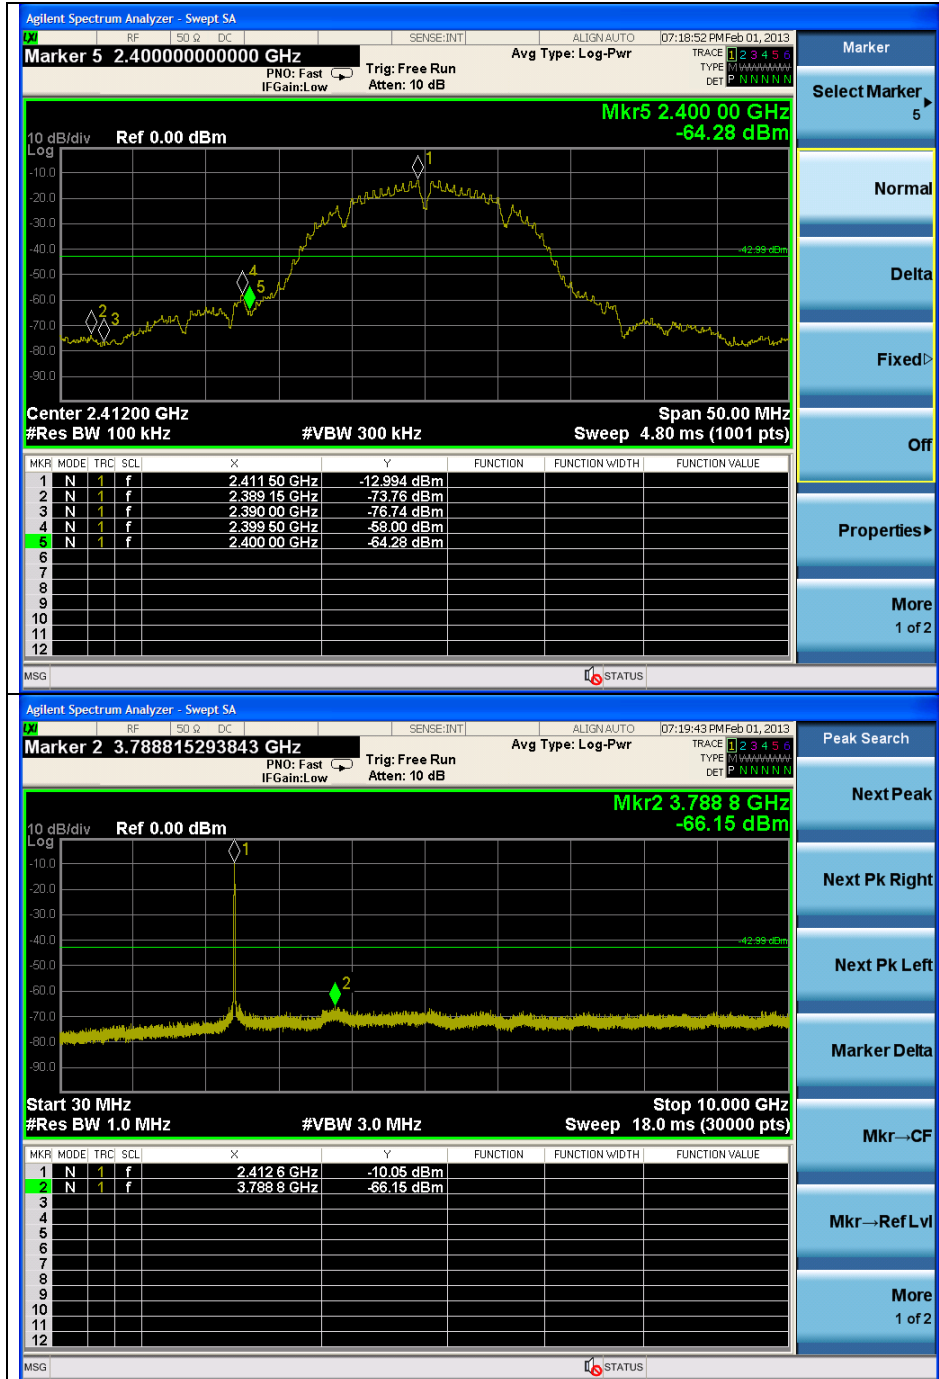 Agilent Spectrum Analyzer - Swept SA
LXI RF 50 Ω DC SENSE:INT ALIGN AUTO 07:18:52 PM Feb 01, 2013
Marker 5 2.400000000000 GHz
PNO: Fast
IFGain:Low
Trig: Free Run
Atten: 10 dB
Avg Type: Log-Pwr
TRACE 1 2 3 4 5 6
TYPE M WWWWW
DET P N N N N N
Mkr5 2.400 00 GHz
-64.28 dBm
10 dB/div Ref 0.00 dBm
Log
-10.0
-20.0
-30.0
-40.0
-50.0
-60.0
-70.0
-80.0
-90.0
1
-42.99 dBm
4
5
2
3
Center 2.41200 GHz Span 50.00 MHz
#Res BW 100 kHz #VBW 300 kHz Sweep 4.80 ms (1001 pts)
MKR MODE TRC SCL X Y FUNCTION FUNCTION WIDTH FUNCTION VALUE
1 N 1 f 2.411 50 GHz -12.994 dBm
2 N 1 f 2.389 15 GHz -73.76 dBm
3 N 1 f 2.390 00 GHz -76.74 dBm
4 N 1 f 2.399 50 GHz -58.00 dBm
5 N 1 f 2.400 00 GHz -64.28 dBm
6
7
8
9
10
11
12
MSG STATUS
Marker
Select Marker
5
Normal
Delta
Fixed
Off
Properties
More
1 of 2
Agilent Spectrum Analyzer - Swept SA
LXI RF 50 Ω DC SENSE:INT ALIGN AUTO 07:19:43 PM Feb 01, 2013
Marker 2 3.788815293843 GHz
PNO: Fast
IFGain:Low
Trig: Free Run
Atten: 10 dB
Avg Type: Log-Pwr
TRACE 1 2 3 4 5 6
TYPE M WWWWW
DET P N N N N N
Mkr2 3.788 8 GHz
-66.15 dBm
10 dB/div Ref 0.00 dBm
Log
-10.0
-20.0
-30.0
-40.0
-50.0
-60.0
-70.0
-80.0
-90.0
1
-42.99 dBm
2
Start 30 MHz Stop 10.000 GHz
#Res BW 1.0 MHz #VBW 3.0 MHz Sweep 18.0 ms (30000 pts)
MKR MODE TRC SCL X Y FUNCTION FUNCTION WIDTH FUNCTION VALUE
1 N 1 f 2.412 6 GHz -10.05 dBm
2 N 1 f 3.788 8 GHz -66.15 dBm
3
4
5
6
7
8
9
10
11
12
MSG STATUS
Peak Search
Next Peak
Next Pk Right
Next Pk Left
Marker Delta
Mkr→CF
Mkr→Ref Lvl
More
1 of 2